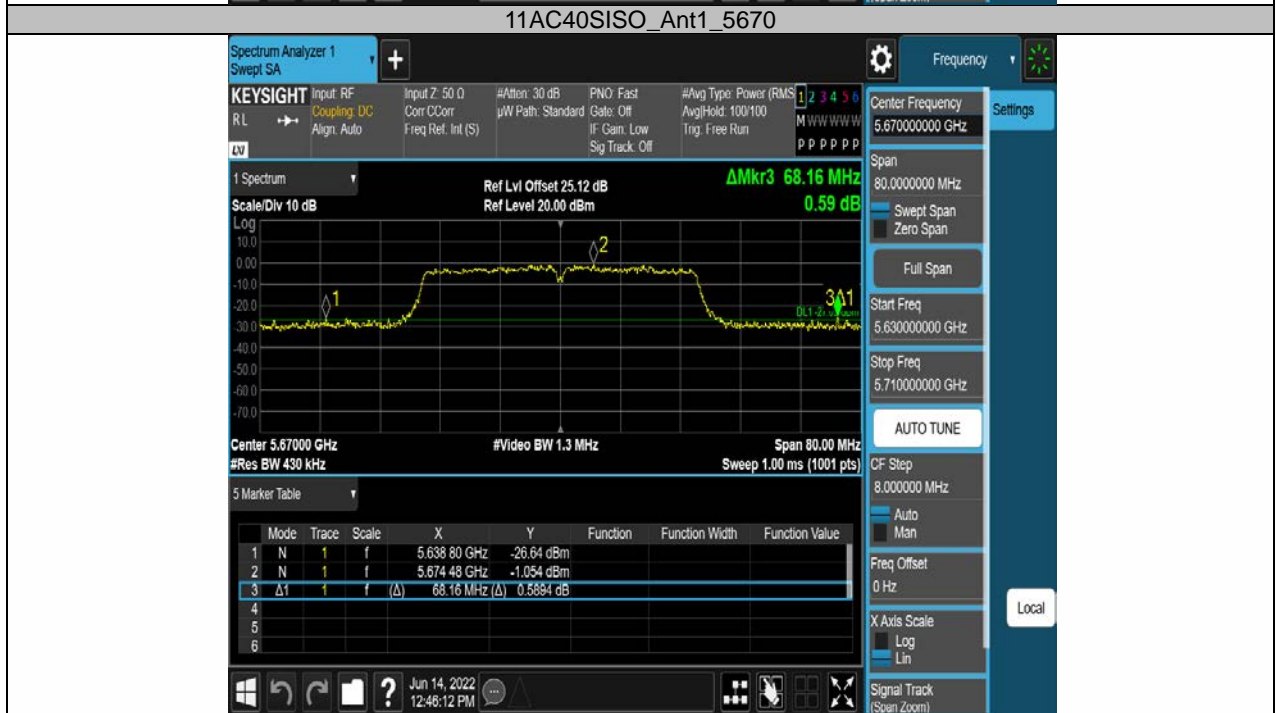 11AC40SISO_Ant1_5670
Spectrum Analyzer 1
Swept SA
+
Frequency
KEYSIGHT
RL
LXI
Input: RF
Coupling: DC
Align: Auto
Input Z: 50 Ω
Corr CCorr
Freq Ref: Int (S)
#Atten: 30 dB
µW Path: Standard
PNO: Fast
Gate: Off
IF Gain: Low
Sig Track: Off
#Avg Type: Power (RMS
Avg|Hold: 100/100
Trig: Free Run
1 2 3 4 5 6
M W W W W W
P P P P P P
Center Frequency
5.670000000 GHz
Settings
1 Spectrum
Scale/Div 10 dB
Ref Lvl Offset 25.12 dB
Ref Level 20.00 dBm
ΔMkr3 68.16 MHz
0.59 dB
Log
10.0
0.00
-10.0
-20.0
-30.0
-40.0
-50.0
-60.0
-70.0
1
2
3Δ1
Center 5.67000 GHz
#Res BW 430 kHz
#Video BW 1.3 MHz
Span 80.00 MHz
Sweep 1.00 ms (1001 pts)
Span
80.0000000 MHz
Swept Span
Zero Span
Full Span
Start Freq
5.630000000 GHz
Stop Freq
5.710000000 GHz
AUTO TUNE
CF Step
8.000000 MHz
Auto
Man
Freq Offset
0 Hz
X Axis Scale
Log
Lin
Signal Track
(Span Zoom)
Local
5 Marker Table
Mode Trace Scale X Y Function Function Width Function Value
1 N 1 f 5.638 80 GHz -26.64 dBm
2 N 1 f 5.674 48 GHz -1.054 dBm
3 Δ1 1 f (Δ) 68.16 MHz (Δ) 0.5894 dB
4
5
6
?
Jun 14, 2022
12:46:12 PM